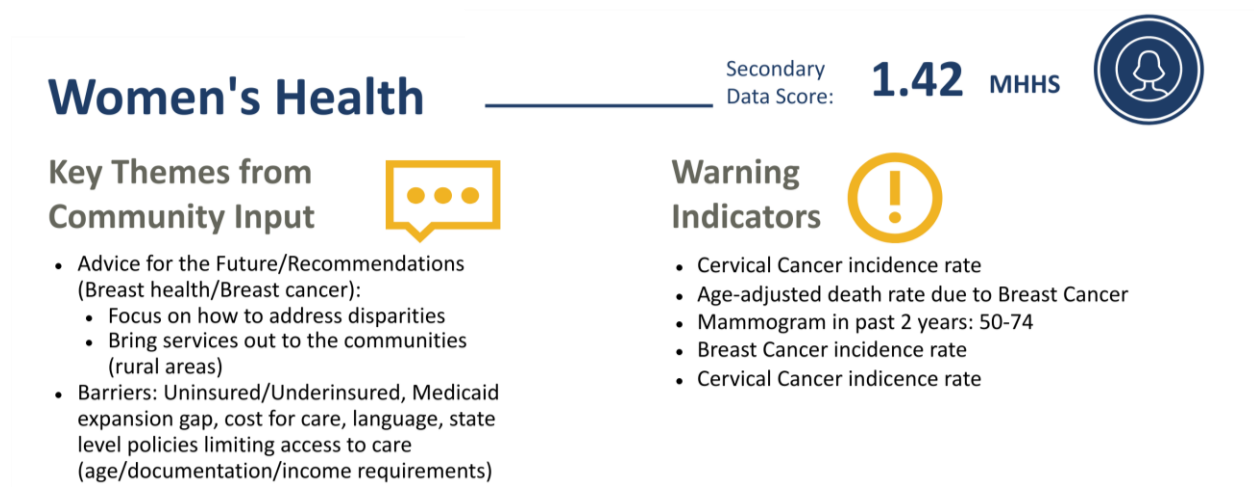 Women's Health
Secondary
Data Score:
1.42 MHHS
Key Themes from
Community Input
• Advice for the Future/Recommendations
(Breast health/Breast cancer):
• Focus on how to address disparities
• Bring services out to the communities
(rural areas)
• Barriers: Uninsured/Underinsured, Medicaid
expansion gap, cost for care, language, state
level policies limiting access to care
(age/documentation/income requirements)
Warning
Indicators
• Cervical Cancer incidence rate
• Age-adjusted death rate due to Breast Cancer
• Mammogram in past 2 years: 50-74
• Breast Cancer incidence rate
• Cervical Cancer indicence rate